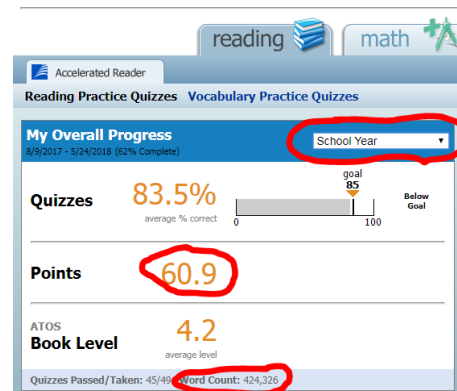 reading math
Accelerated Reader
Reading Practice Quizzes Vocabulary Practice Quizzes
My Overall Progress
8/9/2017 - 5/24/2018 (62% Complete)
School Year
Quizzes
83.5%
average % correct
goal
85
0 100
Below
Goal
Points
60.9
ATOS
Book Level
4.2
average level
Quizzes Passed/Taken: 45/49 Word Count: 424,326